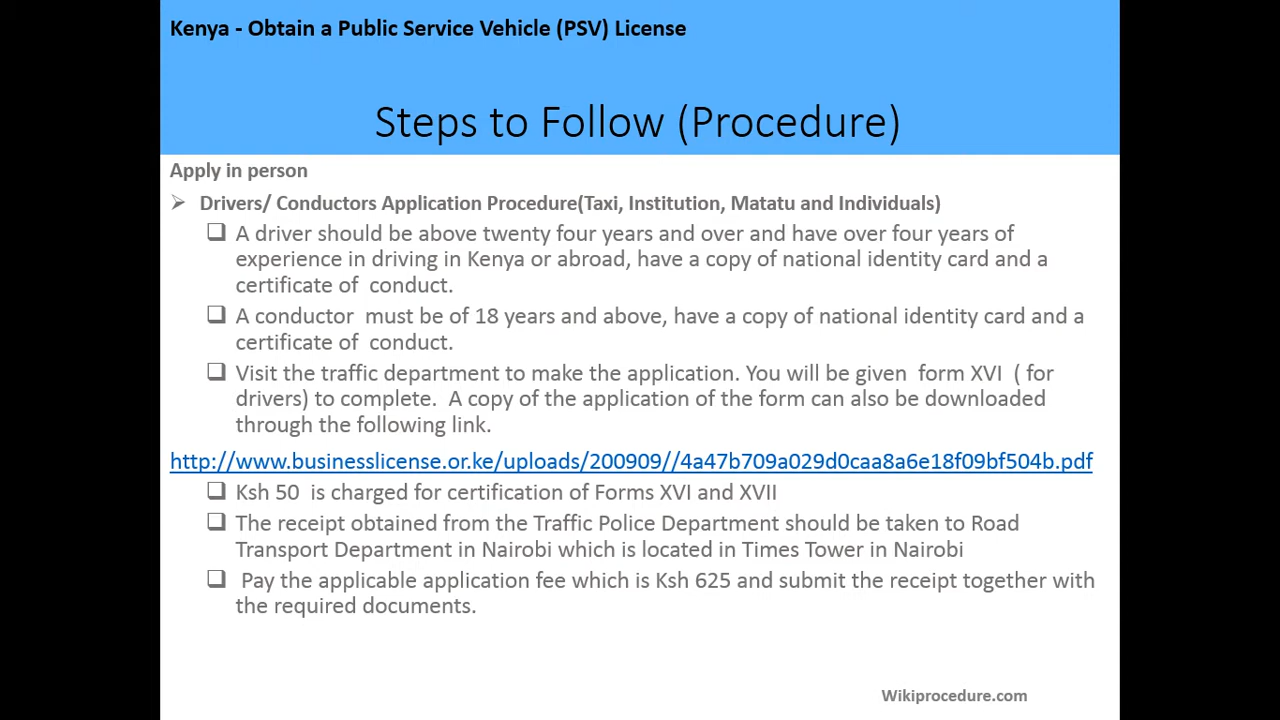 Kenya - Obtain a Public Service Vehicle (PSV) License
Steps to Follow (Procedure)
Apply in person
Drivers/ Conductors Application Procedure(Taxi, Institution, Matatu and Individuals)
A driver should be above twenty four years and over and have over four years of
experience in driving in Kenya or abroad, have a copy of national identity card and a
certificate of  conduct.
A conductor  must be of 18 years and above, have a copy of national identity card and a
certificate of  conduct.
Visit the traffic department to make the application. You will be given  form XVI  ( for
drivers) to complete.  A copy of the application of the form can also be downloaded
through the following link.
http://www.businesslicense.or.ke/uploads/200909//4a47b709a029d0caa8a6e18f09bf504b.pdf
Ksh 50  is charged for certification of Forms XVI and XVII
The receipt obtained from the Traffic Police Department should be taken to Road
Transport Department in Nairobi which is located in Times Tower in Nairobi
Pay the applicable application fee which is Ksh 625 and submit the receipt together with
the required documents.
Wikiprocedure.com